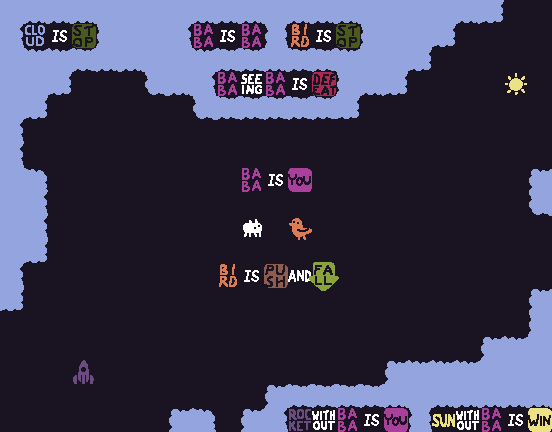 CLOUD IS STOP BABA IS BABA BIRD IS STOP
BABA SEEING BABA IS DEFEAT
BABA IS YOU
BIRD IS PUSH AND FALL
ROCKET WITHOUT BABA IS YOU SUN WITHOUT BABA IS WIN